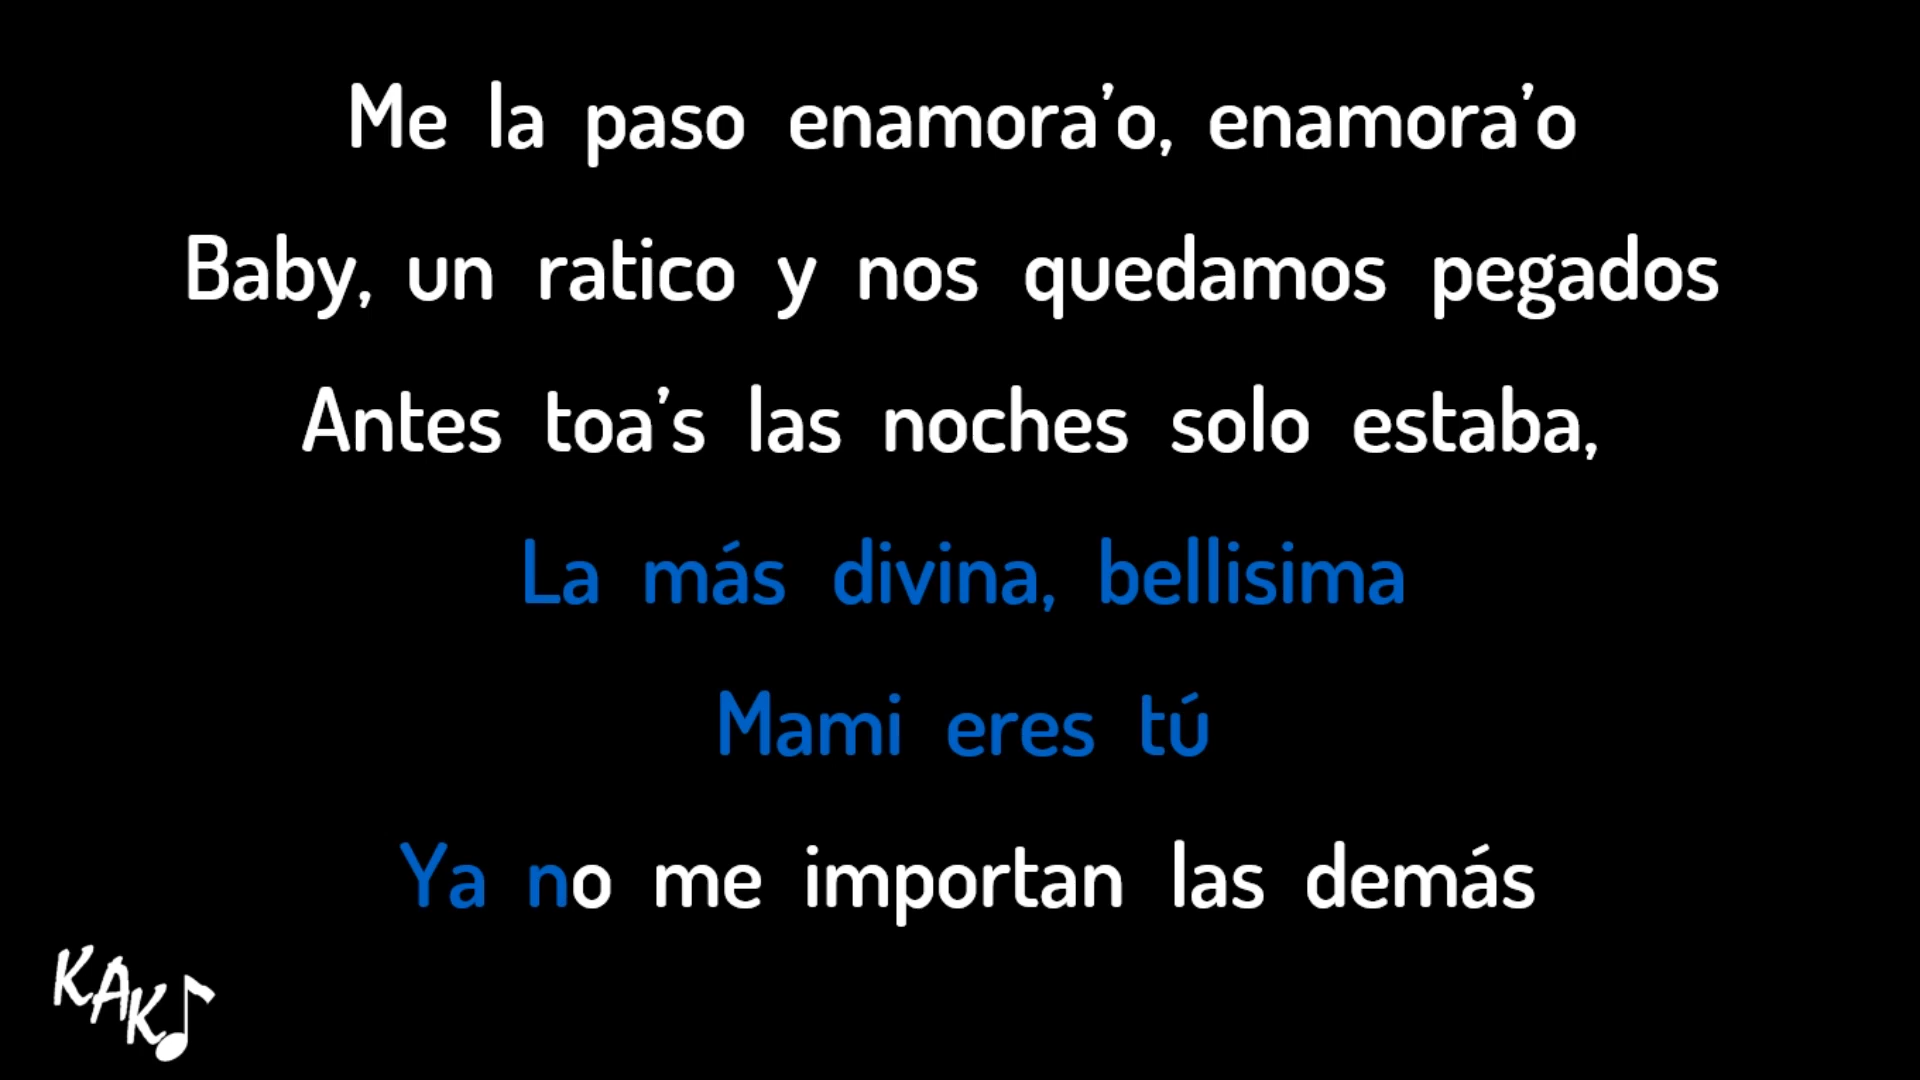 Me la paso enamora’o, enamora’o
Baby, un ratico y nos quedamos pegados
Antes toa’s las noches solo estaba,
La más divina, bellisima
Mami eres tú
Ya no me importan las demás
KAK